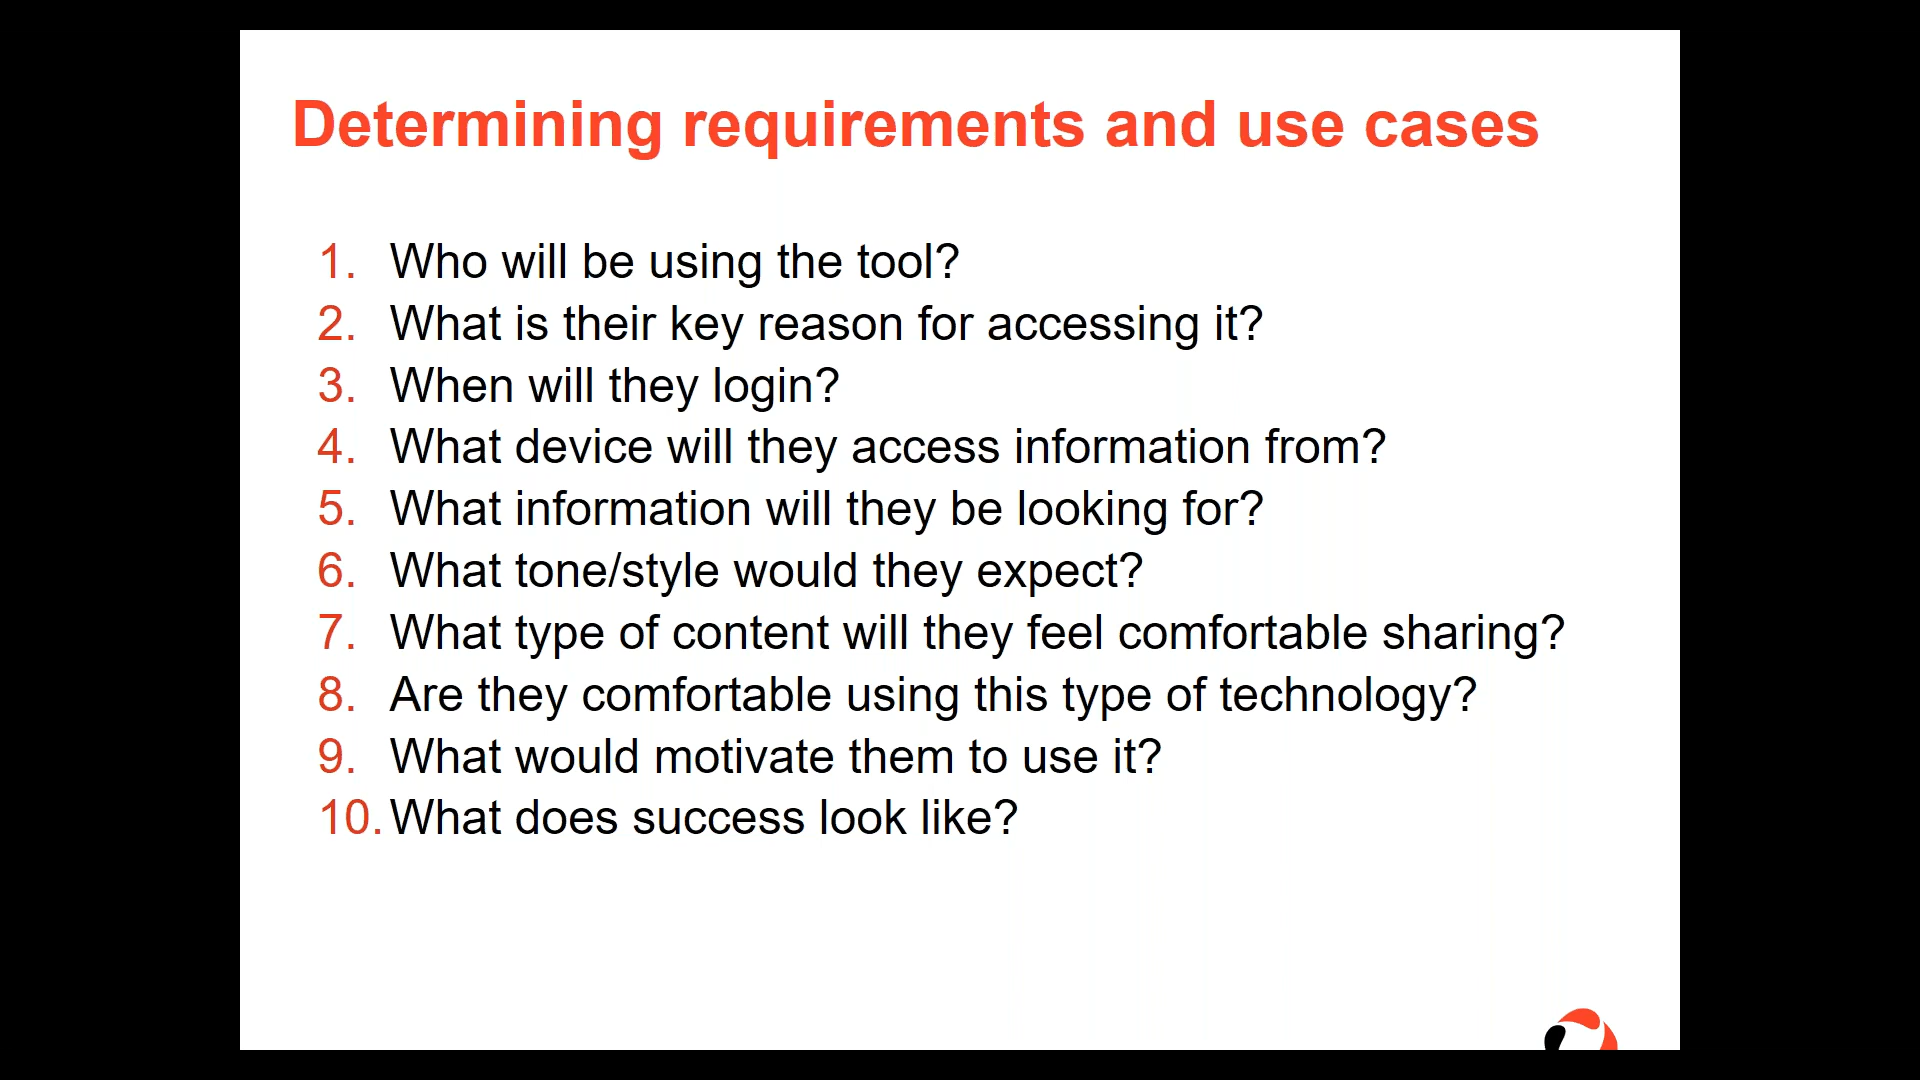 Determining requirements and use cases
1. Who will be using the tool?
2. What is their key reason for accessing it?
3. When will they login?
4. What device will they access information from?
5. What information will they be looking for?
6. What tone/style would they expect?
7. What type of content will they feel comfortable sharing?
8. Are they comfortable using this type of technology?
9. What would motivate them to use it?
10. What does success look like?